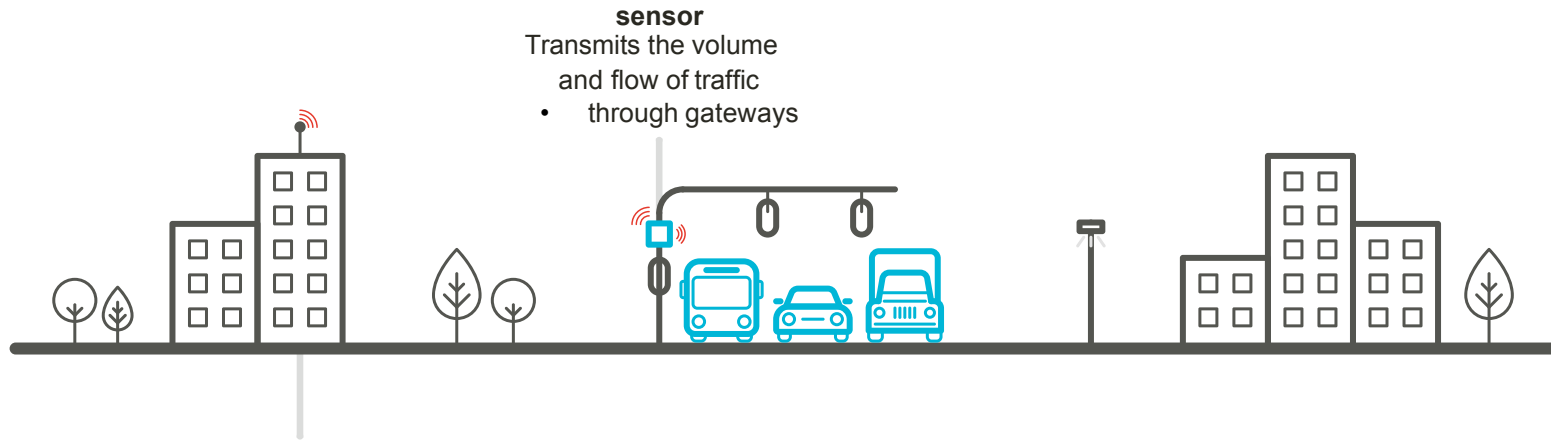 sensor
Transmits the volume
and flow of traffic
• through gateways